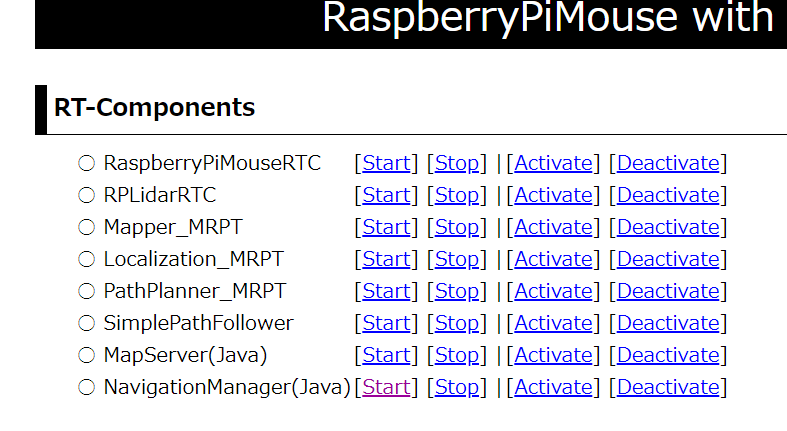 RaspberryPiMouse with
RT-Components
○ RaspberryPiMouseRTC [Start] [Stop] | [Activate] [Deactivate]
○ RPLidarRTC [Start] [Stop] | [Activate] [Deactivate]
○ Mapper_MRPT [Start] [Stop] | [Activate] [Deactivate]
○ Localization_MRPT [Start] [Stop] | [Activate] [Deactivate]
○ PathPlanner_MRPT [Start] [Stop] | [Activate] [Deactivate]
○ SimplePathFollower [Start] [Stop] | [Activate] [Deactivate]
○ MapServer(Java) [Start] [Stop] | [Activate] [Deactivate]
○ NavigationManager(Java) [Start] [Stop] | [Activate] [Deactivate]